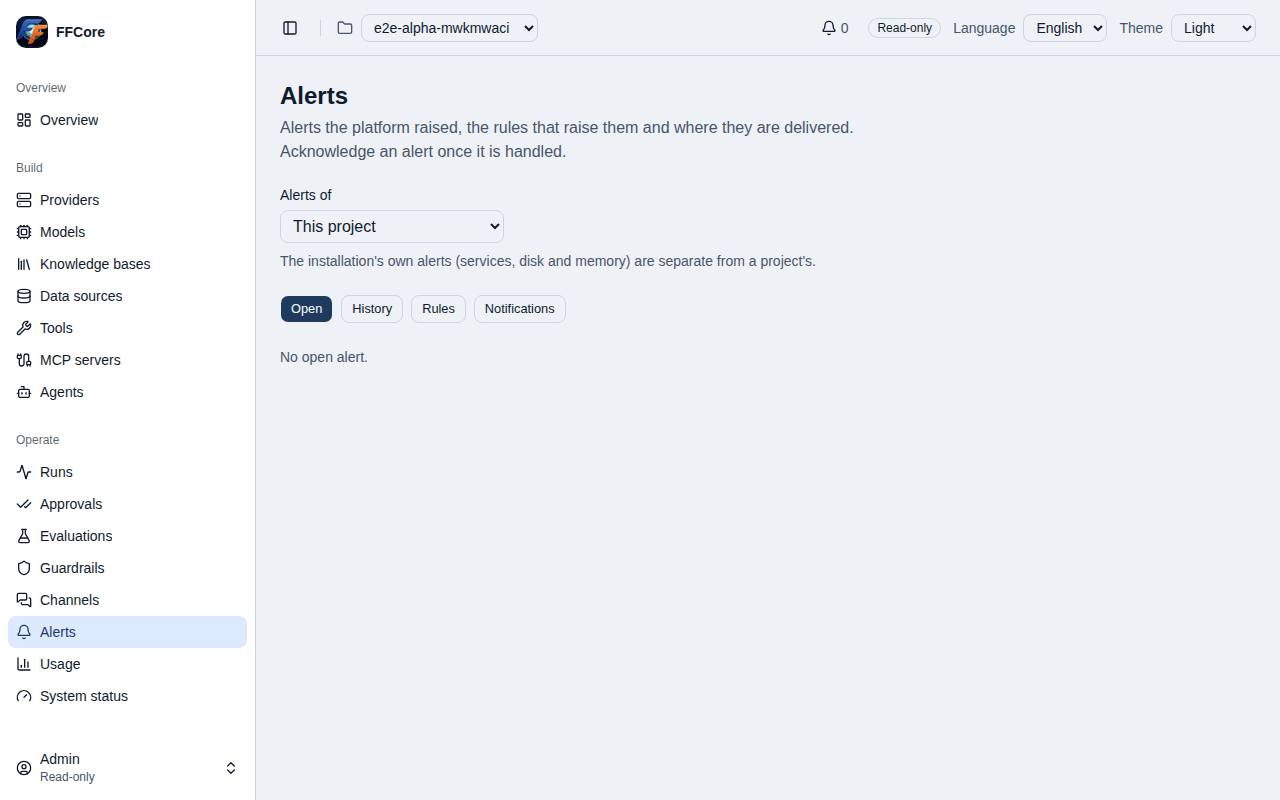 FFCore
Overview
Overview
Build
Providers
Models
Knowledge bases
Data sources
Tools
MCP servers
Agents
Operate
Runs
Approvals
Evaluations
Guardrails
Channels
Alerts
Usage
System status
Admin
Read-only
e2e-alpha-mwkmwaci
0
Read-only
Language
English
Theme
Light
Alerts
Alerts the platform raised, the rules that raise them and where they are delivered.
Acknowledge an alert once it is handled.
Alerts of
This project
The installation's own alerts (services, disk and memory) are separate from a project's.
Open
History
Rules
Notifications
No open alert.